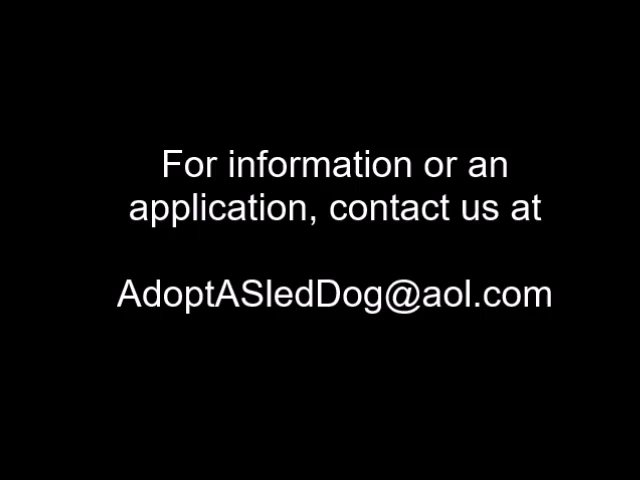 For information or an
application, contact us at
AdoptASledDog@aol.com